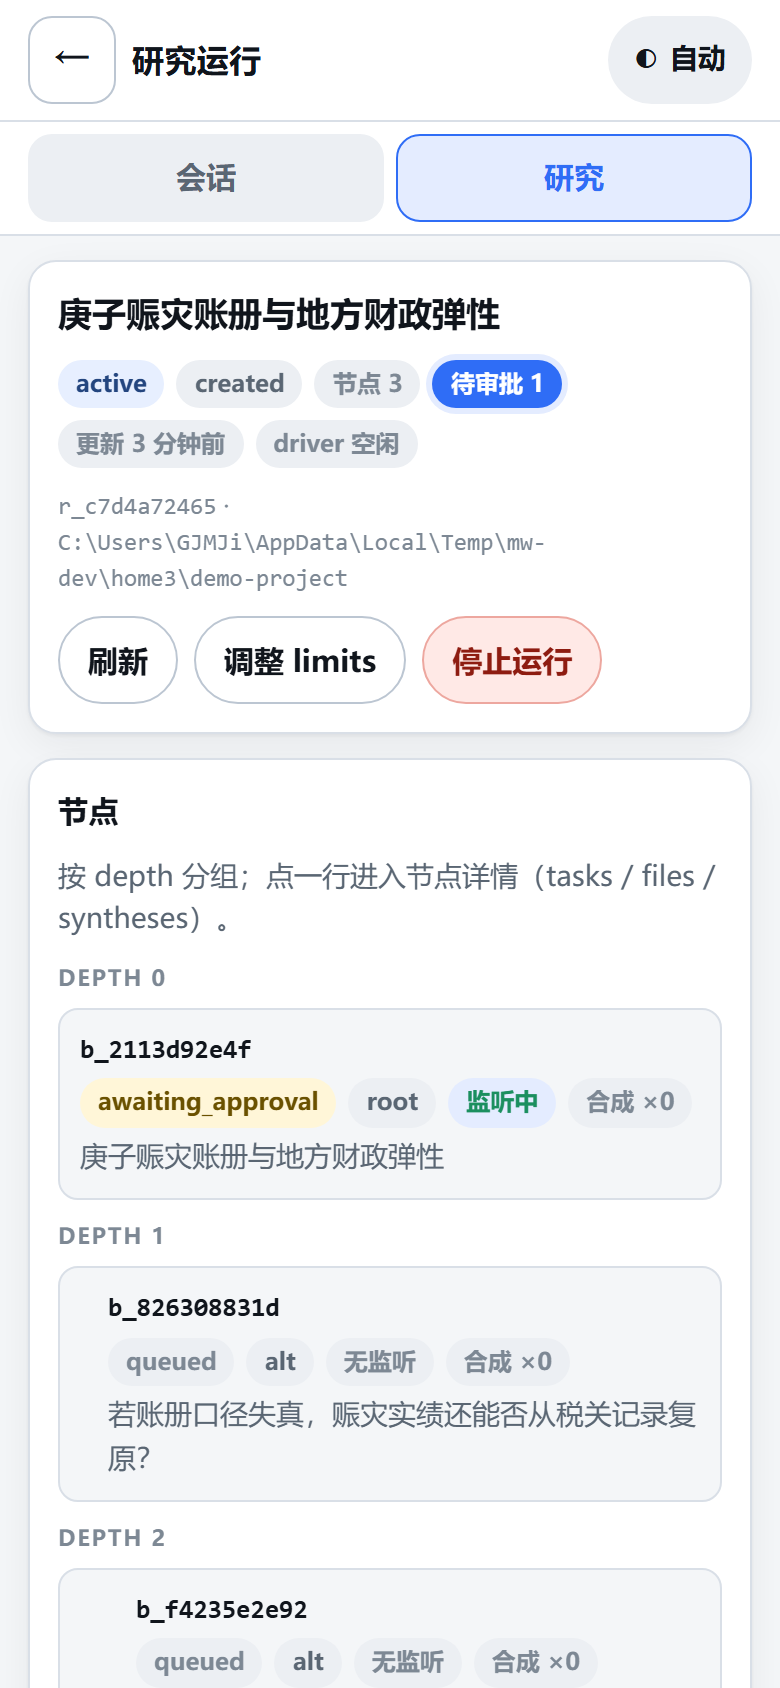 ← 研究运行 ◐ 自动
会话 研究
庚子赈灾账册与地方财政弹性
active created 节点 3 待审批 1
更新 3 分钟前 driver 空闲
r_c7d4a72465 ·
C:\Users\GJMJi\AppData\Local\Temp\mw-
dev\home3\demo-project
刷新 调整 limits 停止运行
节点
按 depth 分组；点一行进入节点详情（tasks / files /
syntheses）。
DEPTH 0
b_2113d92e4f
awaiting_approval root 监听中 合成 ×0
庚子赈灾账册与地方财政弹性
DEPTH 1
b_826308831d
queued alt 无监听 合成 ×0
若账册口径失真，赈灾实绩还能否从税关记录复
原？
DEPTH 2
b_f4235e2e92
queued alt 无监听 合成 ×0